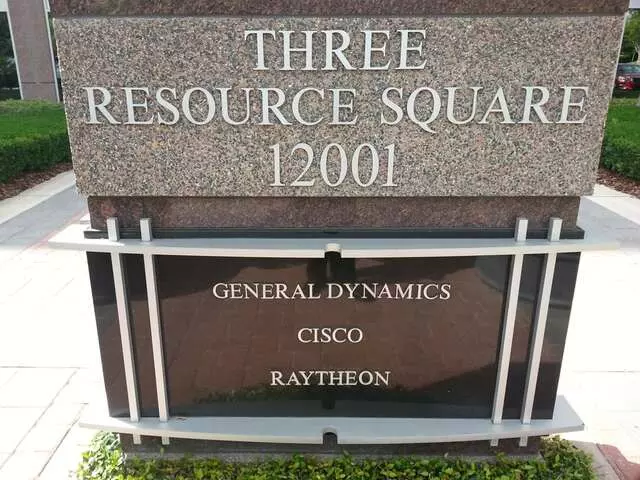 THREE
RESOURCE SQUARE
12001
GENERAL DYNAMICS
CISCO
RAYTHEON